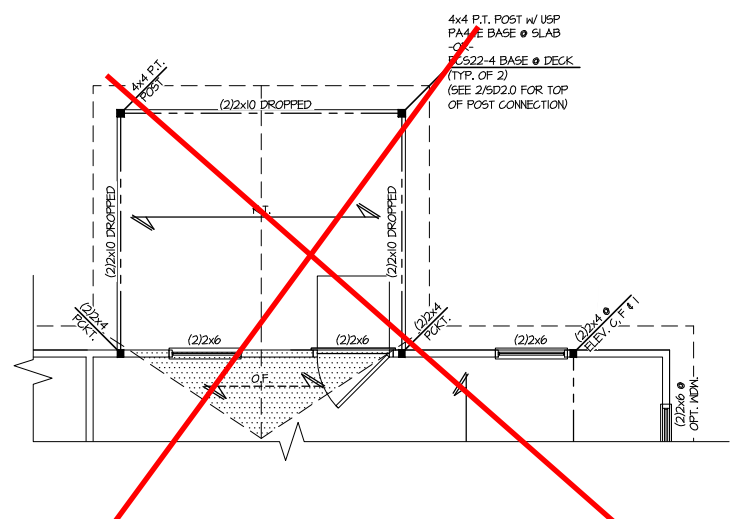 4x4 P.T. POST W/ USP
BASE @ SLAB
-OR-
BASE @ DECK
(TYP. OF 2)
(SEE 2/SD2.0 FOR TOP
OF POST CONNECTION)
4x4 P.T.
POST
(2)2x10 DROPPED
(2)2x10 DROPPED
(2)2x10 DROPPED
(2)2x4
PCKT.
(2)2x6
(2)2x6
(2)2x4
PCKT.
(2)2x6
(2)2x4 @
ELEV. C, F & I
O.F.
(2)2x6 @
OPT. WDW.